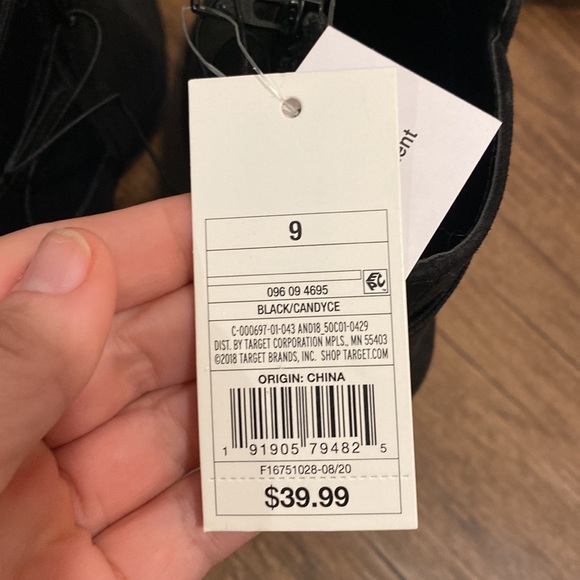 ent
9
096 09 4695
BLACK/CANDYCE
C-000697-01-043 AND18_50C01-0429
DIST. BY TARGET CORPORATION MPLS., MN 55403
©2018 TARGET BRANDS, INC. SHOP TARGET.COM
ORIGIN: CHINA
1 91905 79482 5
F16751028-08/20
$39.99